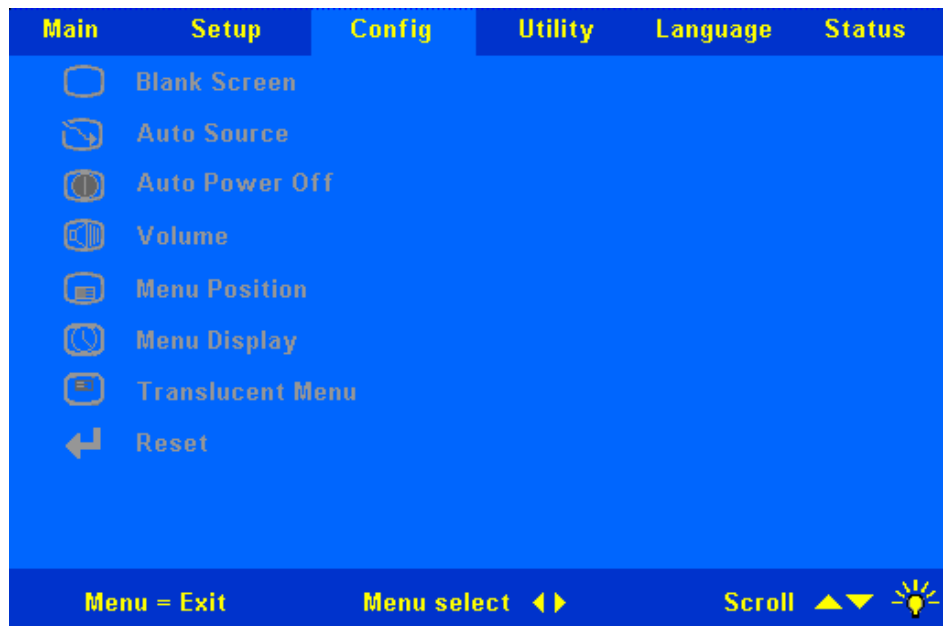 Main Setup Config Utility Language Status
Blank Screen
Auto Source
Auto Power Off
Volume
Menu Position
Menu Display
Translucent Menu
Reset
Menu = Exit Menu select Scroll